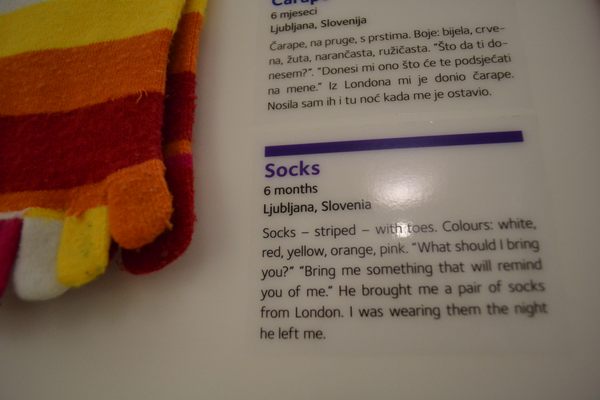 Čarape
6 mjeseci
Ljubljana, Slovenija
Čarape, na pruge, s prstima. Boje: bijela, crve-
na, žuta, narančasta, ružičasta. "Što da ti do-
nesem?". "Donesi mi ono što će te podsjećati
na mene." Iz Londona mi je donio čarape.
Nosila sam ih i tu noć kada me je ostavio.
Socks
6 months
Ljubljana, Slovenia
Socks – striped – with toes. Colours: white,
red, yellow, orange, pink. "What should I bring
you?" "Bring me something that will remind
you of me." He brought me a pair of socks
from London. I was wearing them the night
he left me.